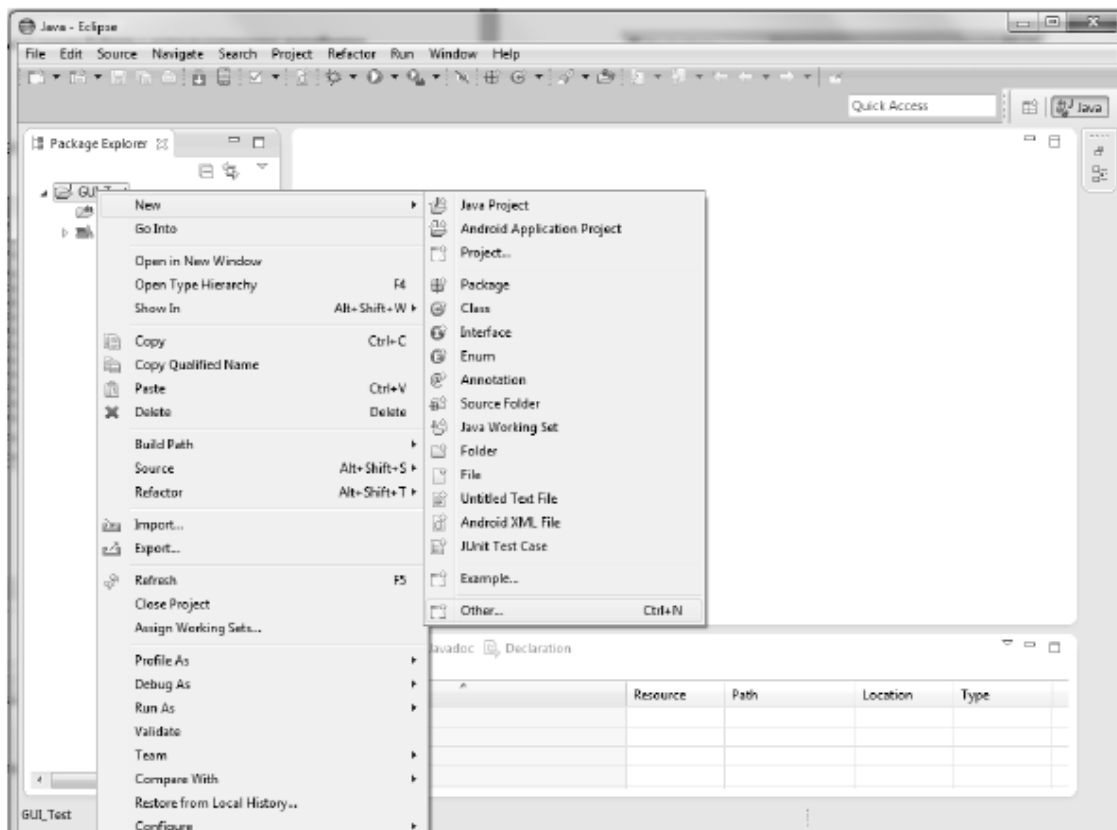 Java - Eclipse
File Edit Source Navigate Search Project Refactor Run Window Help
Quick Access
Java
Package Explorer
New
Go Into
Open in New Window
Open Type Hierarchy F4
Show In Alt+Shift+W
Copy Ctrl+C
Copy Qualified Name
Paste Ctrl+V
Delete Delete
Build Path
Source Alt+Shift+S
Refactor Alt+Shift+T
Import...
Export...
Refresh F5
Close Project
Assign Working Sets...
Profile As
Debug As
Run As
Validate
Team
Compare With
Restore from Local History...
Configure
Java Project
Android Application Project
Project...
Package
Class
Interface
Enum
Annotation
Source Folder
Java Working Set
Folder
File
Untitled Text File
Android XML File
JUnit Test Case
Example...
Other... Ctrl+N
Javadoc Declaration
Resource Path Location Type
GUI_Test